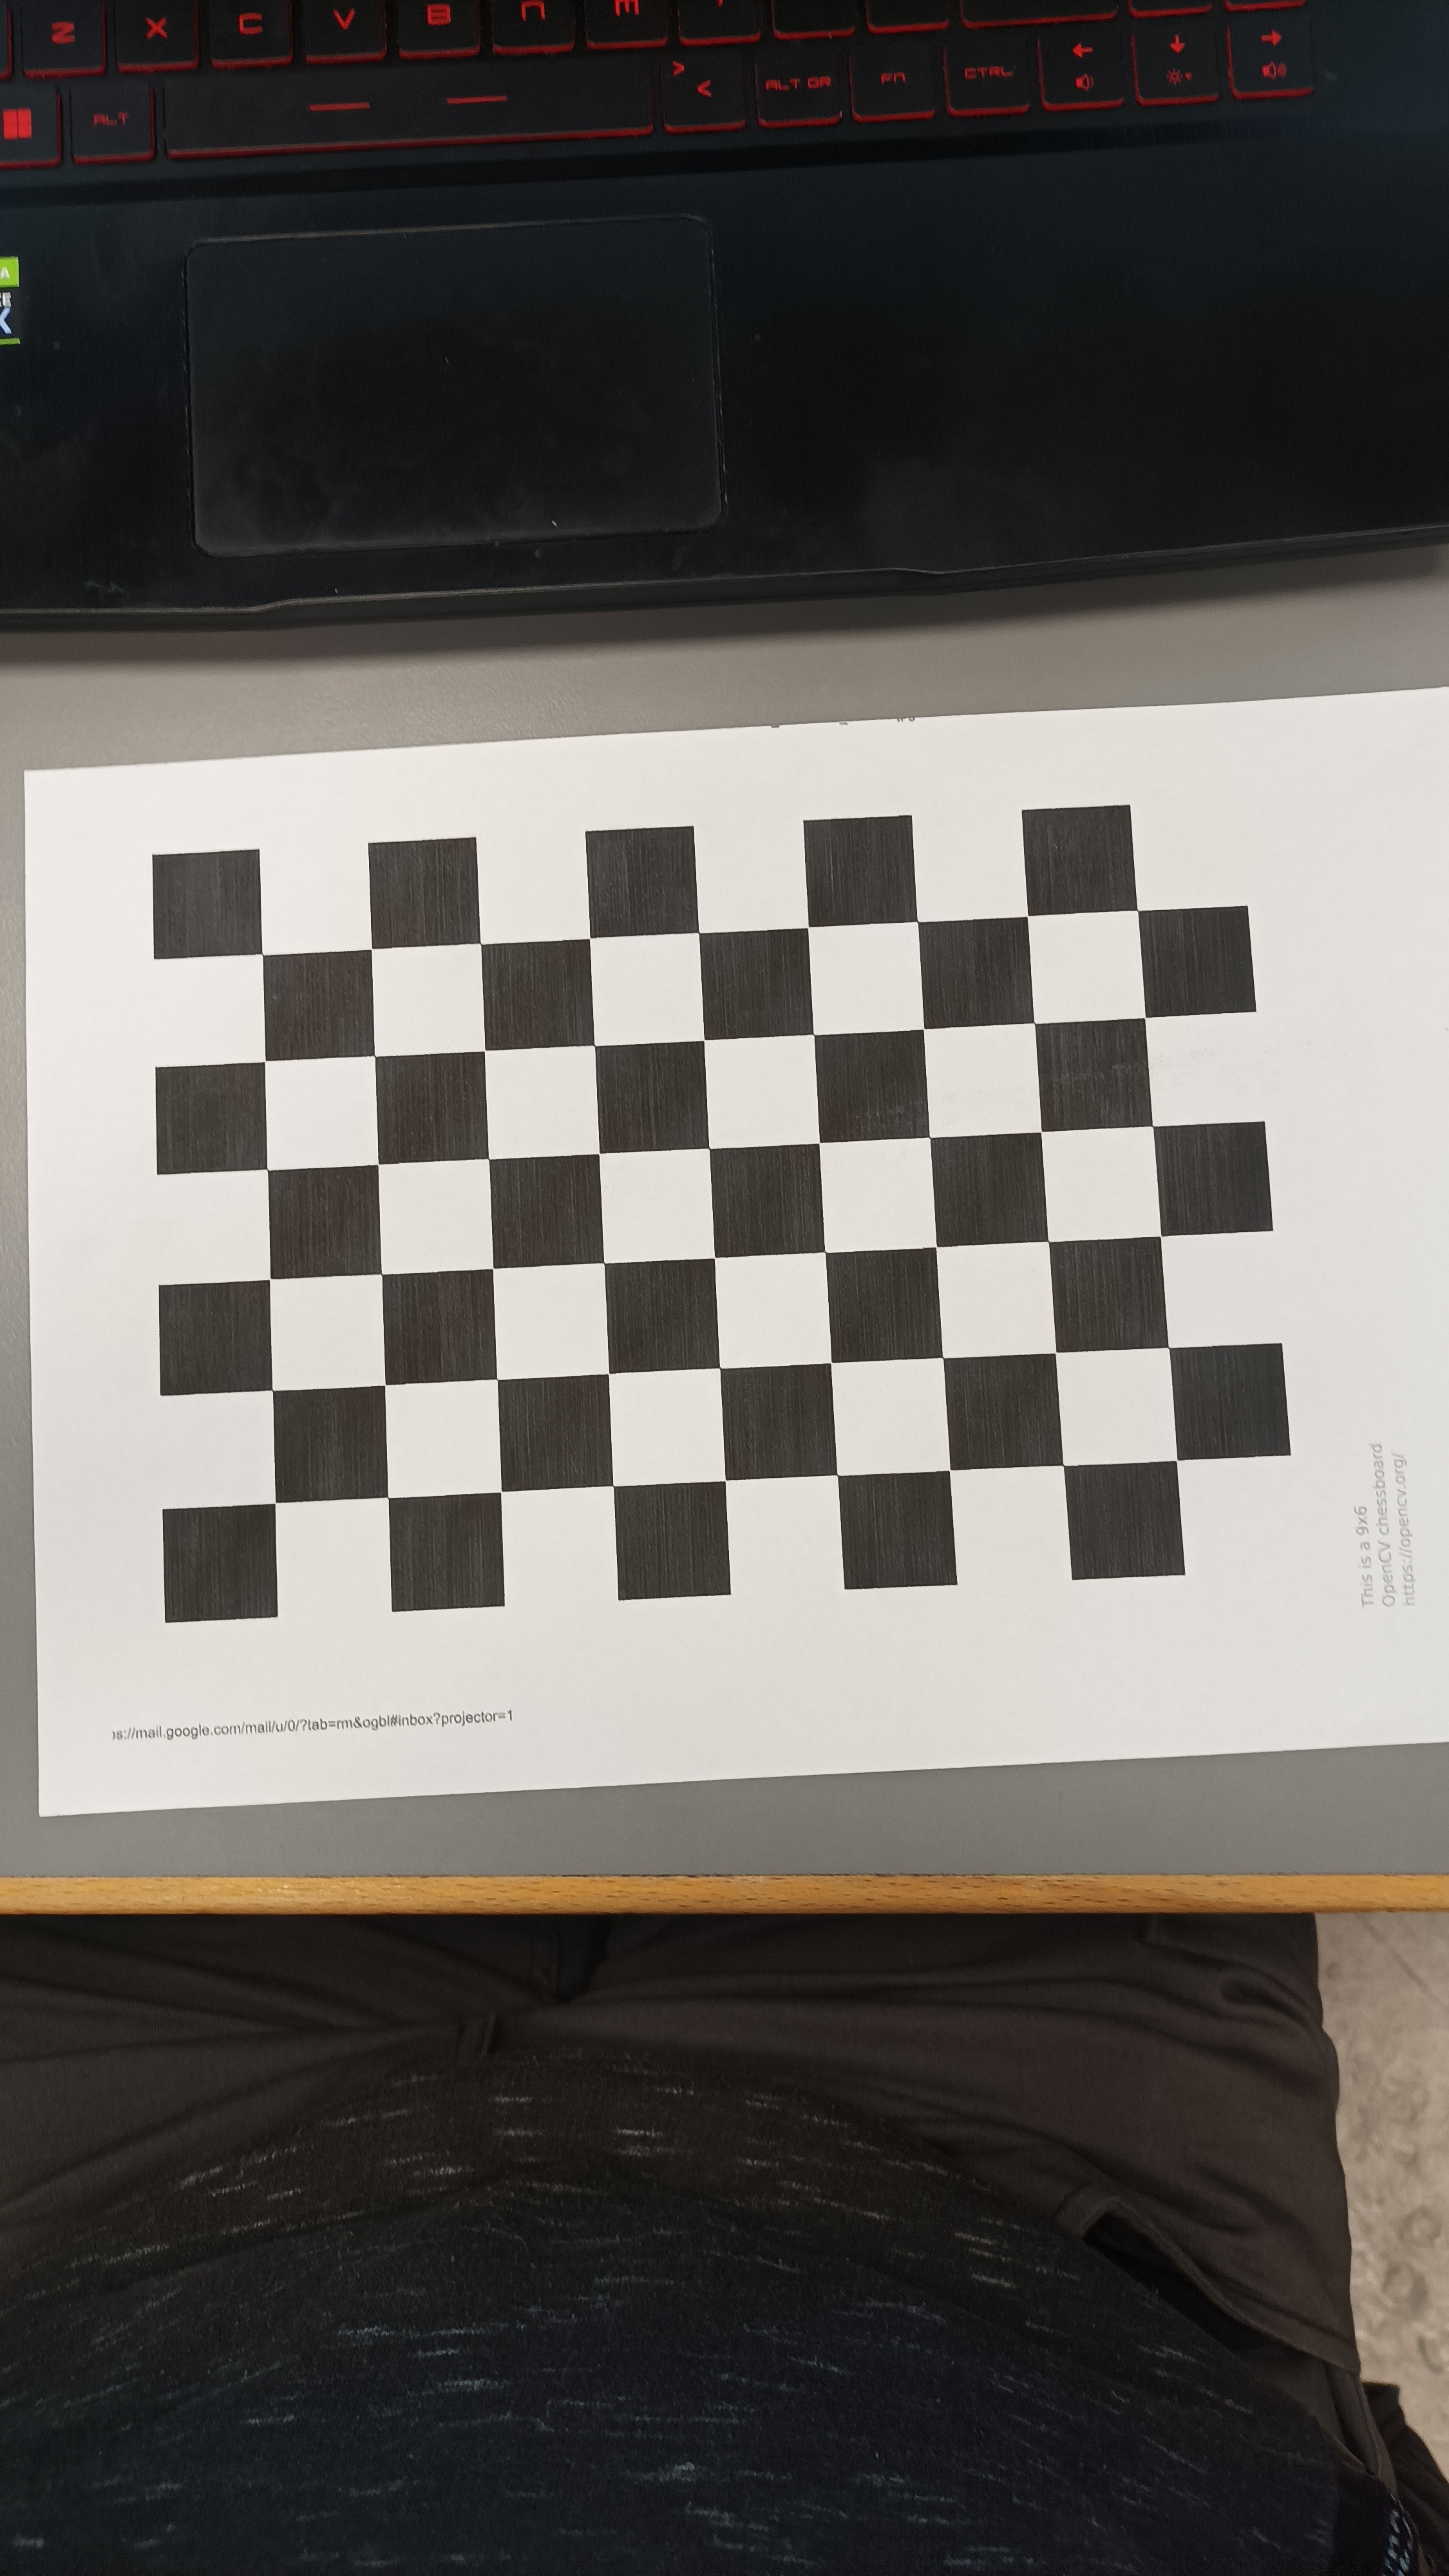 Z X C V B N M
ALT > < ALT GR FN CTRL
This is a 9x6
OpenCV chessboard
https://opencv.org/
s://mail.google.com/mail/u/0/?tab=rm&ogbl#inbox?projector=1